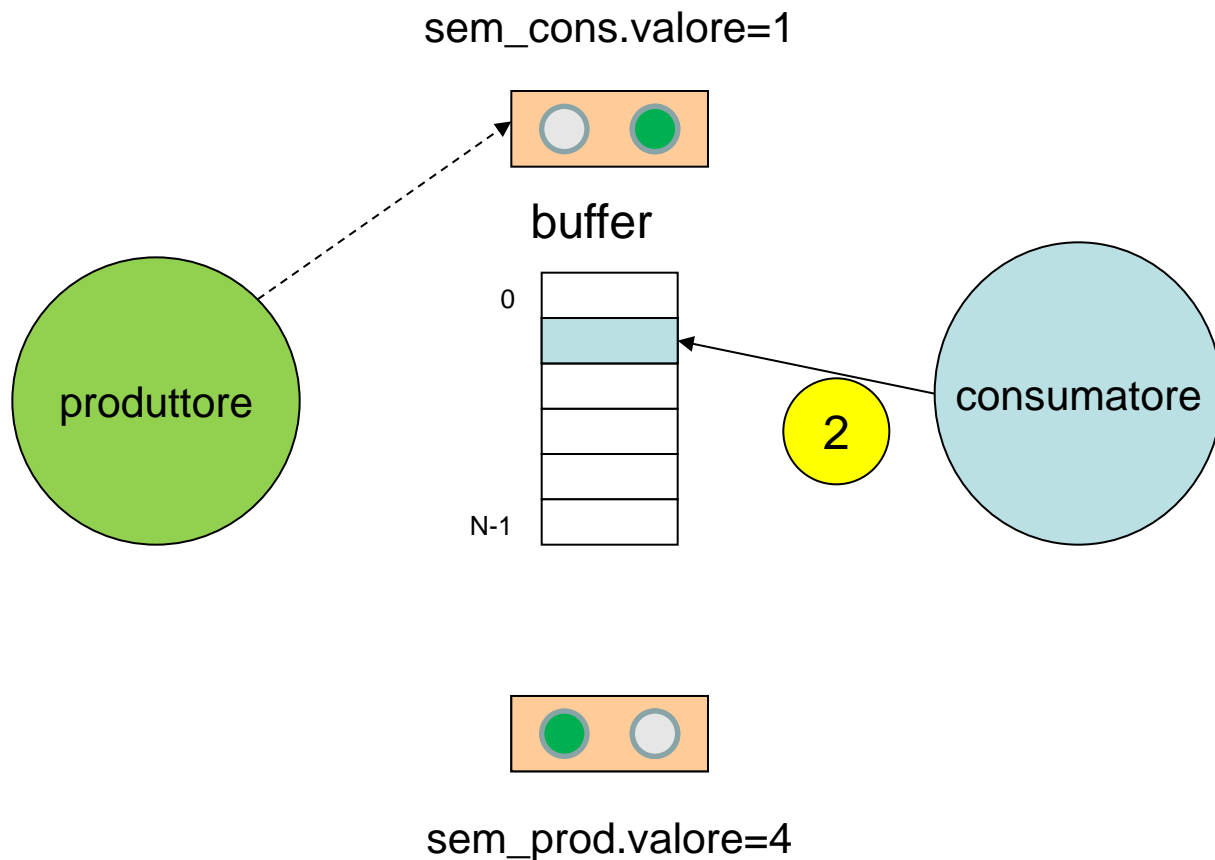 sem_cons.valore=1
buffer
0
produttore
consumatore
2
N-1
sem_prod.valore=4